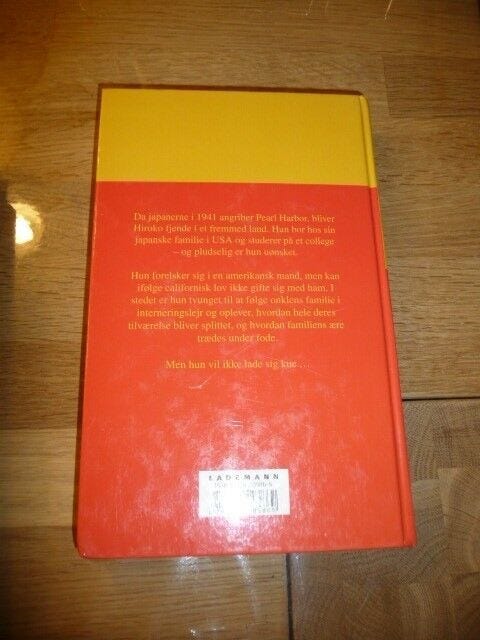 Da japanerne i 1941 angriber Pearl Harbor, bliver
Hiroko fjende i et fremmed land. Hun bor hos sin
japanske familie i USA og studerer på et college
– og pludselig er hun uønsket.
Hun forelsker sig i en amerikansk mand, men kan
ifølge californisk lov ikke gifte sig med ham. I
stedet er hun tvunget til at følge onklens familie i
interneringslejr og oplever, hvordan hele deres
tilværelse bliver splittet, og hvordan familiens ære
trædes under fode.
Men hun vil ikke lade sig kue ...
LADEMANN